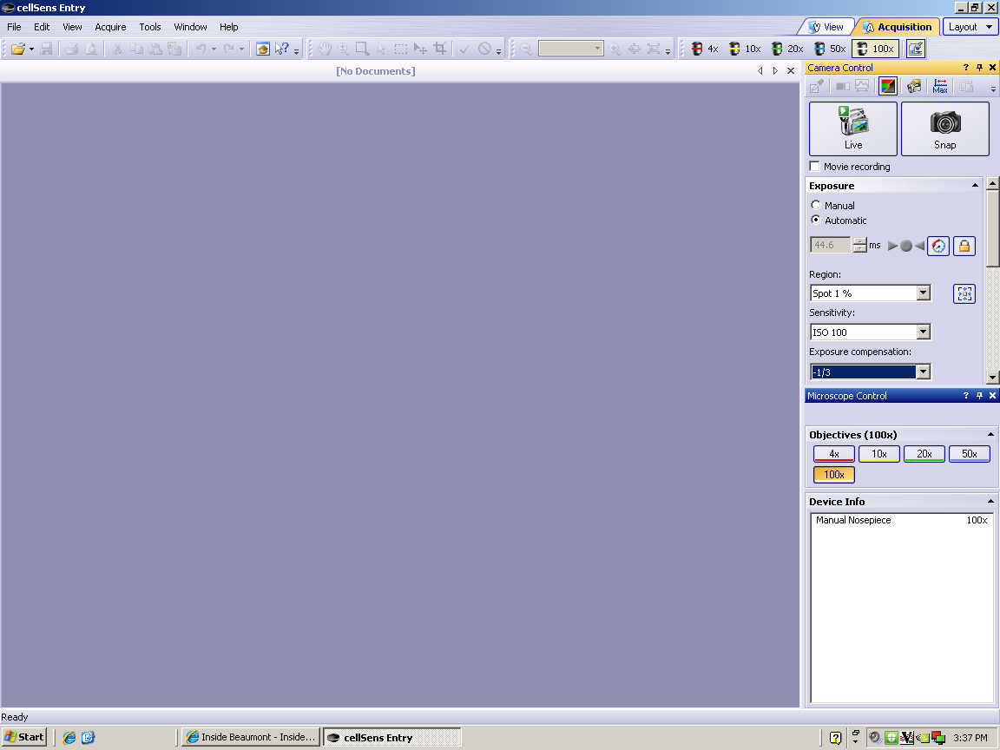 cellSens Entry
File Edit View Acquire Tools Window Help
View Acquisition Layout
4x 10x 20x 50x 100x
[No Documents]
Camera Control
Max
Live Snap
Movie recording
Exposure
Manual
Automatic
44.6 ms
Region:
Spot 1 %
Sensitivity:
ISO 100
Exposure compensation:
-1/3
Microscope Control
Objectives (100x)
4x 10x 20x 50x
100x
Device Info
Manual Nosepiece 100x
Ready
Start Inside Beaumont - Inside... cellSens Entry 3:37 PM